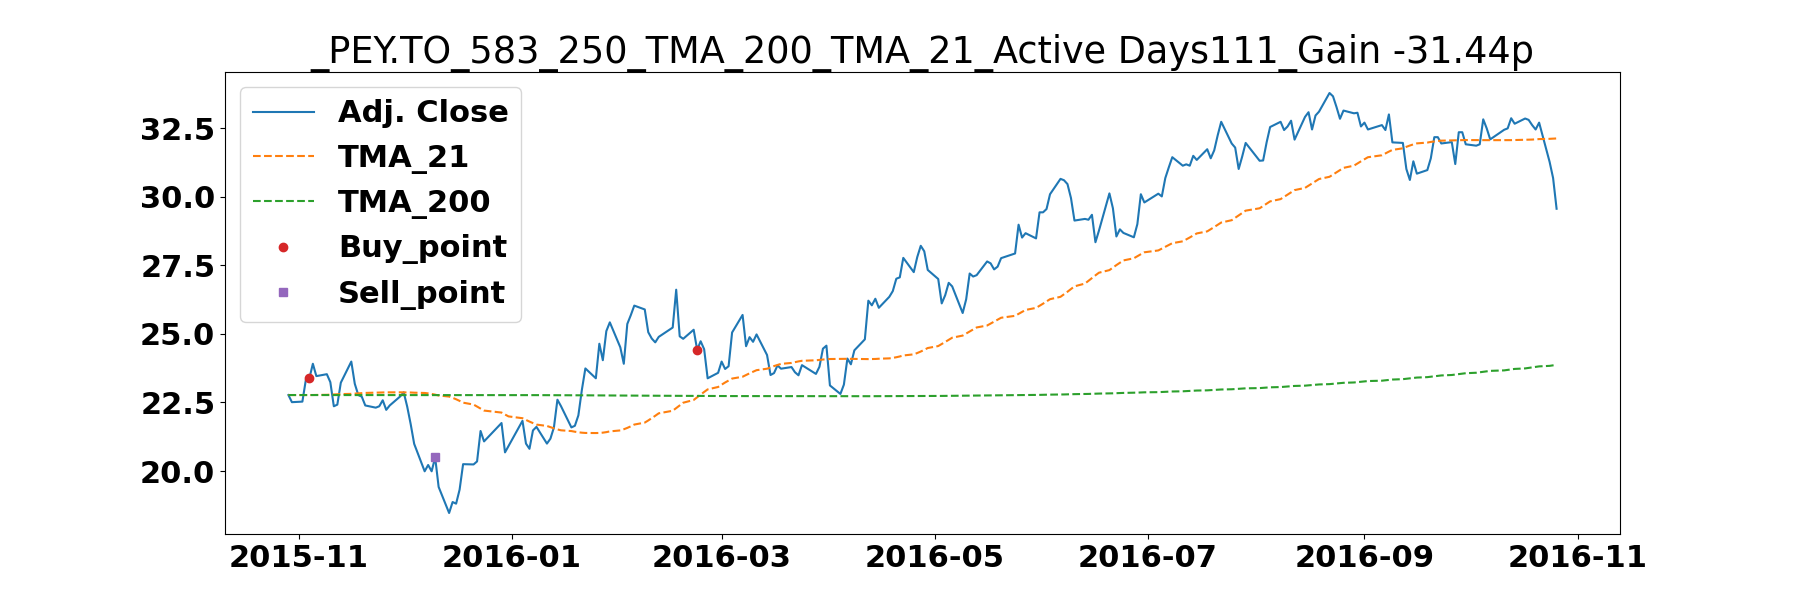 _PEY.TO_583_250_TMA_200_TMA_21_Active Days111_Gain -31.44p
Adj. Close
TMA_21
TMA_200
Buy_point
Sell_point
32.5
30.0
27.5
25.0
22.5
20.0
2015-11 2016-01 2016-03 2016-05 2016-07 2016-09 2016-11